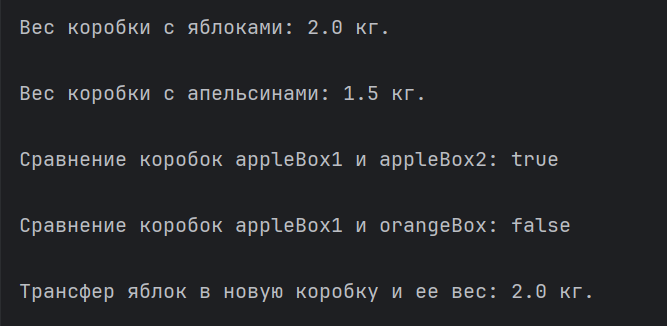 Вес коробки с яблоками: 2.0 кг.
Вес коробки с апельсинами: 1.5 кг.
Сравнение коробок appleBox1 и appleBox2: true
Сравнение коробок appleBox1 и orangeBox: false
Трансфер яблок в новую коробку и ее вес: 2.0 кг.